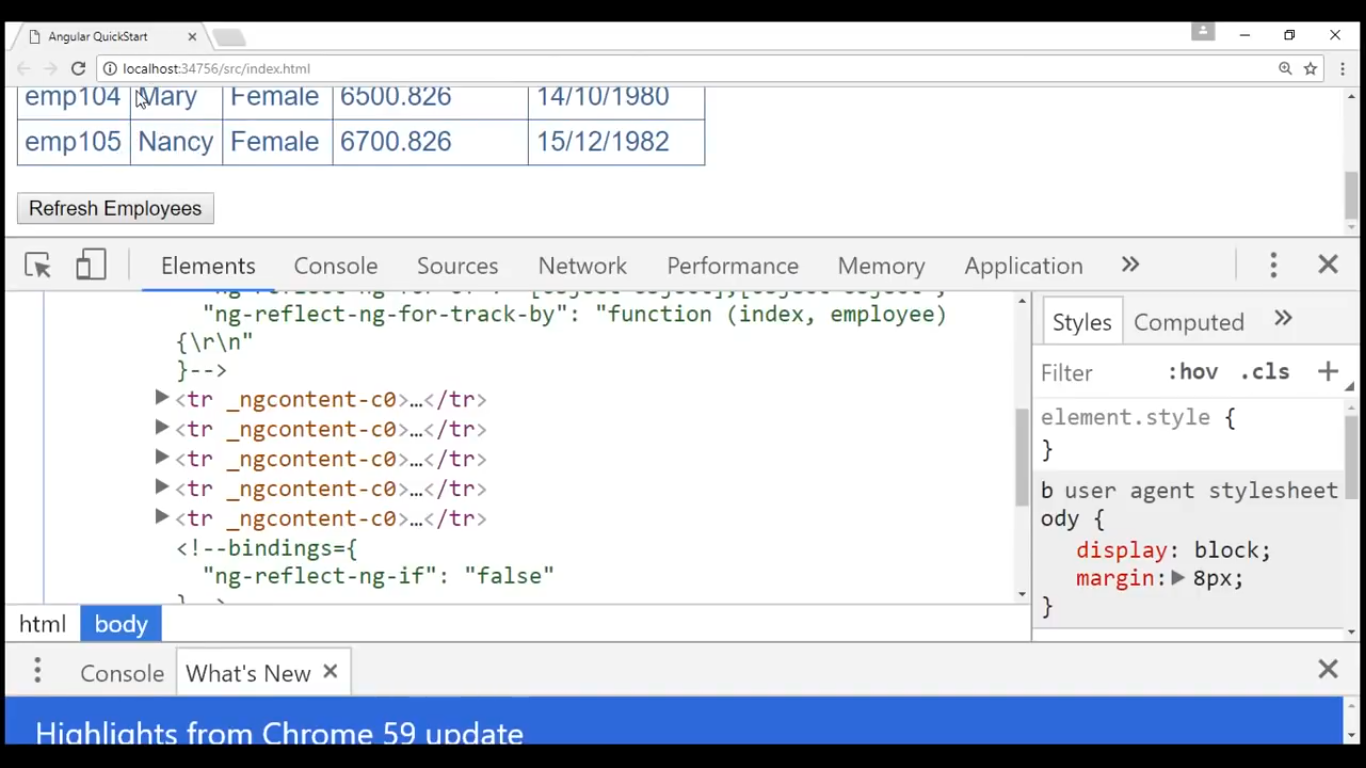 Angular QuickStart
localhost:34756/src/index.html
emp104 Mary Female 6500.826 14/10/1980
emp105 Nancy Female 6700.826 15/12/1982
Refresh Employees
Elements Console Sources Network Performance Memory Application
"ng-reflect-ng-for-track-by": "function (index, employee)
{\r\n"
}-->
<tr _ngcontent-c0>…</tr>
<tr _ngcontent-c0>…</tr>
<tr _ngcontent-c0>…</tr>
<tr _ngcontent-c0>…</tr>
<tr _ngcontent-c0>…</tr>
<!--bindings={
"ng-reflect-ng-if": "false"
html body
Styles Computed
Filter :hov .cls
element.style {
}
b user agent stylesheet
ody {
display: block;
margin: 8px;
}
Console What's New
Highlights from Chrome 59 update